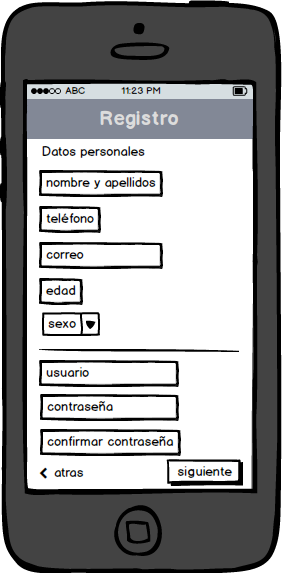 ABC 11:23 PM
Registro
Datos personales
nombre y apellidos
teléfono
correo
edad
sexo
usuario
contraseña
confirmar contraseña
atras siguiente